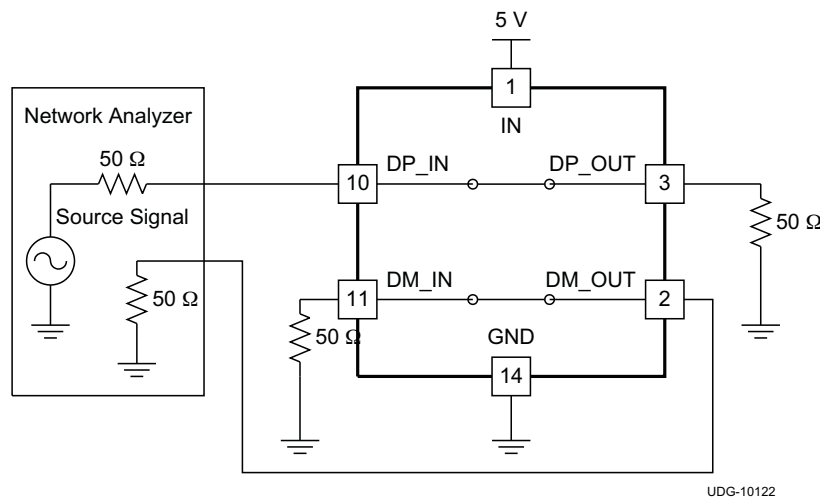 5 V
1
IN
Network Analyzer
50 Ω
Source Signal
50 Ω
10
DP_IN
DP_OUT
3
50 Ω
11
DM_IN
DM_OUT
2
50 Ω
GND
14
UDG-10122